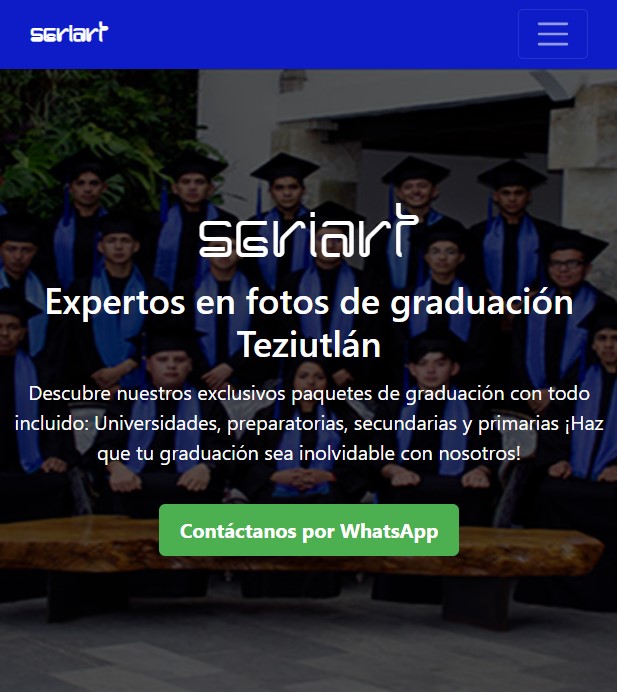 seriart
seriart
Expertos en fotos de graduación
Teziutlán
Descubre nuestros exclusivos paquetes de graduación con todo
incluido: Universidades, preparatorias, secundarias y primarias ¡Haz
que tu graduación sea inolvidable con nosotros!
Contáctanos por WhatsApp